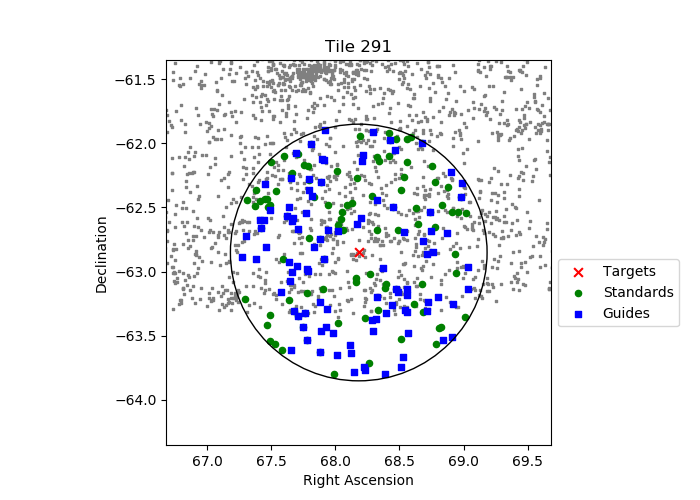 Tile 291
−61.5
−62.0
−62.5
−63.0
−63.5
−64.0
Declination
67.0 67.5 68.0 68.5 69.0 69.5
Right Ascension
Targets
Standards
Guides